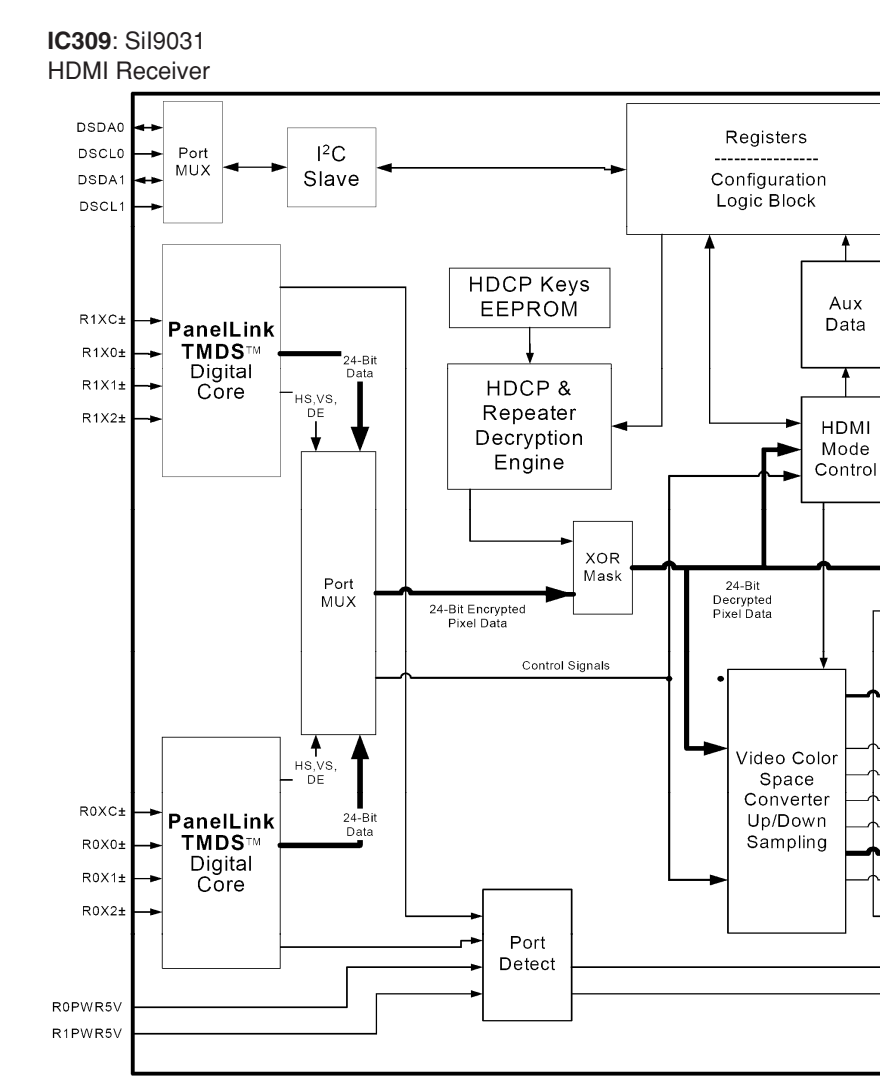 IC309: SiI9031
HDMI Receiver
DSDA0
DSCL0
DSDA1
DSCL1
Port
MUX
I²C
Slave
Registers
Configuration
Logic Block
R1XC±
R1X0±
R1X1±
R1X2±
PanelLink
TMDS™
Digital
Core
24-Bit
Data
HS,VS,
DE
HDCP Keys
EEPROM
HDCP &
Repeater
Decryption
Engine
Aux
Data
HDMI
Mode
Control
Port
MUX
XOR
Mask
24-Bit Encrypted
Pixel Data
24-Bit
Decrypted
Pixel Data
Control Signals
R0XC±
R0X0±
R0X1±
R0X2±
PanelLink
TMDS™
Digital
Core
HS,VS,
DE
24-Bit
Data
Video Color
Space
Converter
Up/Down
Sampling
Port
Detect
R0PWR5V
R1PWR5V